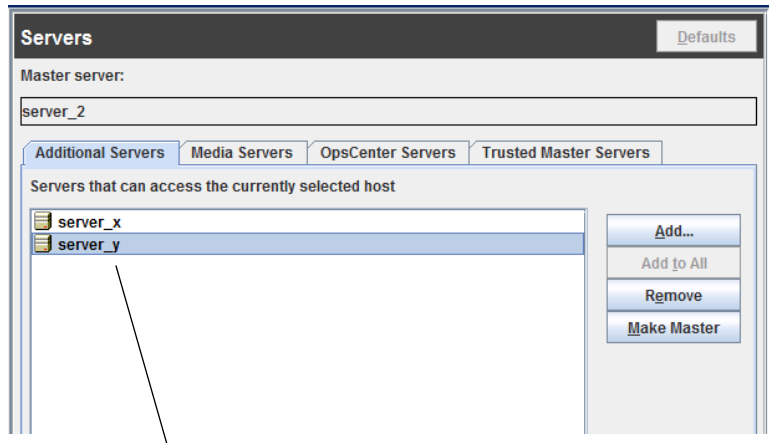 Servers
Defaults
Master server:
server_2
Additional Servers
Media Servers
OpsCenter Servers
Trusted Master Servers
Servers that can access the currently selected host
server_x
server_y
Add...
Add to All
Remove
Make Master